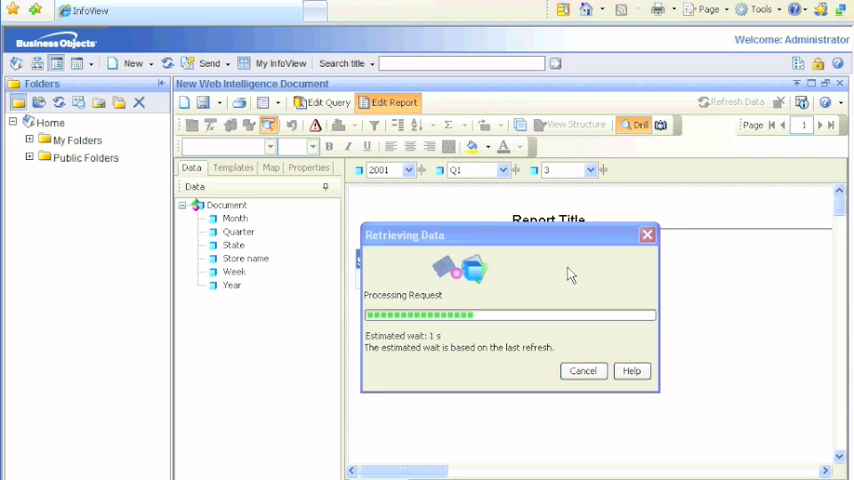 InfoView
Page
Tools
Business Objects
Welcome: Administrator
New
Send
My InfoView
Search title
Folders
New Web Intelligence Document
Edit Query
Edit Report
Refresh Data
Home
My Folders
Public Folders
B I U
A
View Structure
Drill
Page
1
Data
Templates
Map
Properties
2001
Q1
3
Data
Document
Month
Quarter
State
Store name
Week
Year
Report Title
Retrieving Data
Processing Request
Estimated wait: 1 s
The estimated wait is based on the last refresh.
Cancel
Help